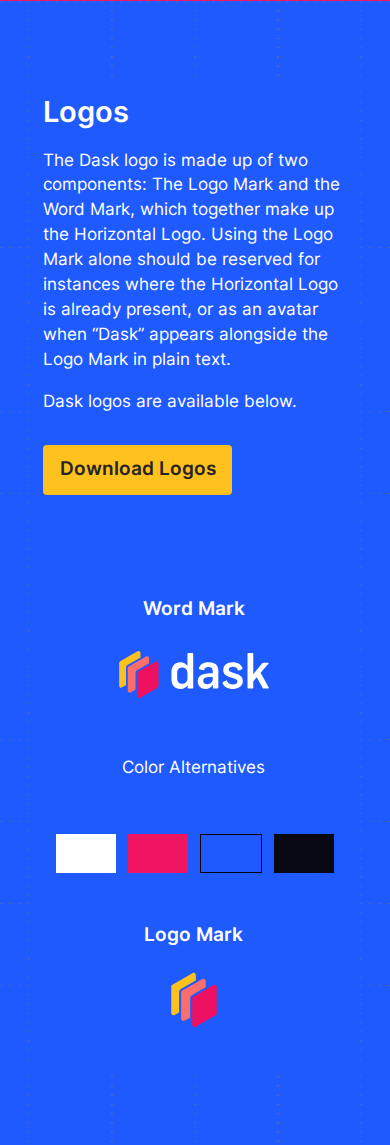 Logos
The Dask logo is made up of two
components: The Logo Mark and the
Word Mark, which together make up
the Horizontal Logo. Using the Logo
Mark alone should be reserved for
instances where the Horizontal Logo
is already present, or as an avatar
when “Dask” appears alongside the
Logo Mark in plain text.
Dask logos are available below.
Download Logos
Word Mark
dask
Color Alternatives
Logo Mark